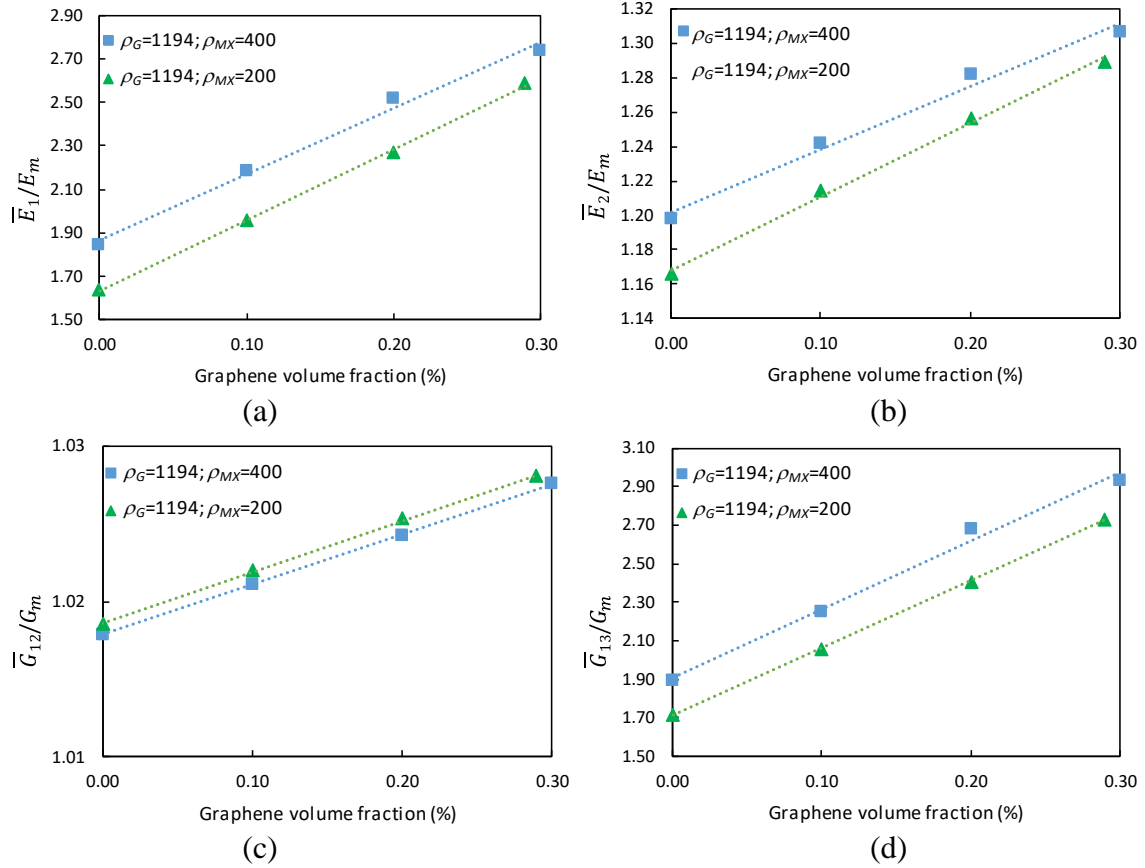 2.90
2.70
2.50
2.30
2.10
1.90
1.70
1.50
E̅₁/Eₘ
ρG=1194; ρMX=400
ρG=1194; ρMX=200
0.00 0.10 0.20 0.30
Graphene volume fraction (%)
(a)
1.32
1.30
1.28
1.26
1.24
1.22
1.20
1.18
1.16
1.14
E̅₂/Eₘ
ρG=1194; ρMX=400
ρG=1194; ρMX=200
0.00 0.10 0.20 0.30
Graphene volume fraction (%)
(b)
1.03
1.02
1.01
G̅₁₂/Gₘ
ρG=1194; ρMX=400
ρG=1194; ρMX=200
0.00 0.10 0.20 0.30
Graphene volume fraction (%)
(c)
3.10
2.90
2.70
2.50
2.30
2.10
1.90
1.70
1.50
G̅₁₃/Gₘ
ρG=1194; ρMX=400
ρG=1194; ρMX=200
0.00 0.10 0.20 0.30
Graphene volume fraction (%)
(d)